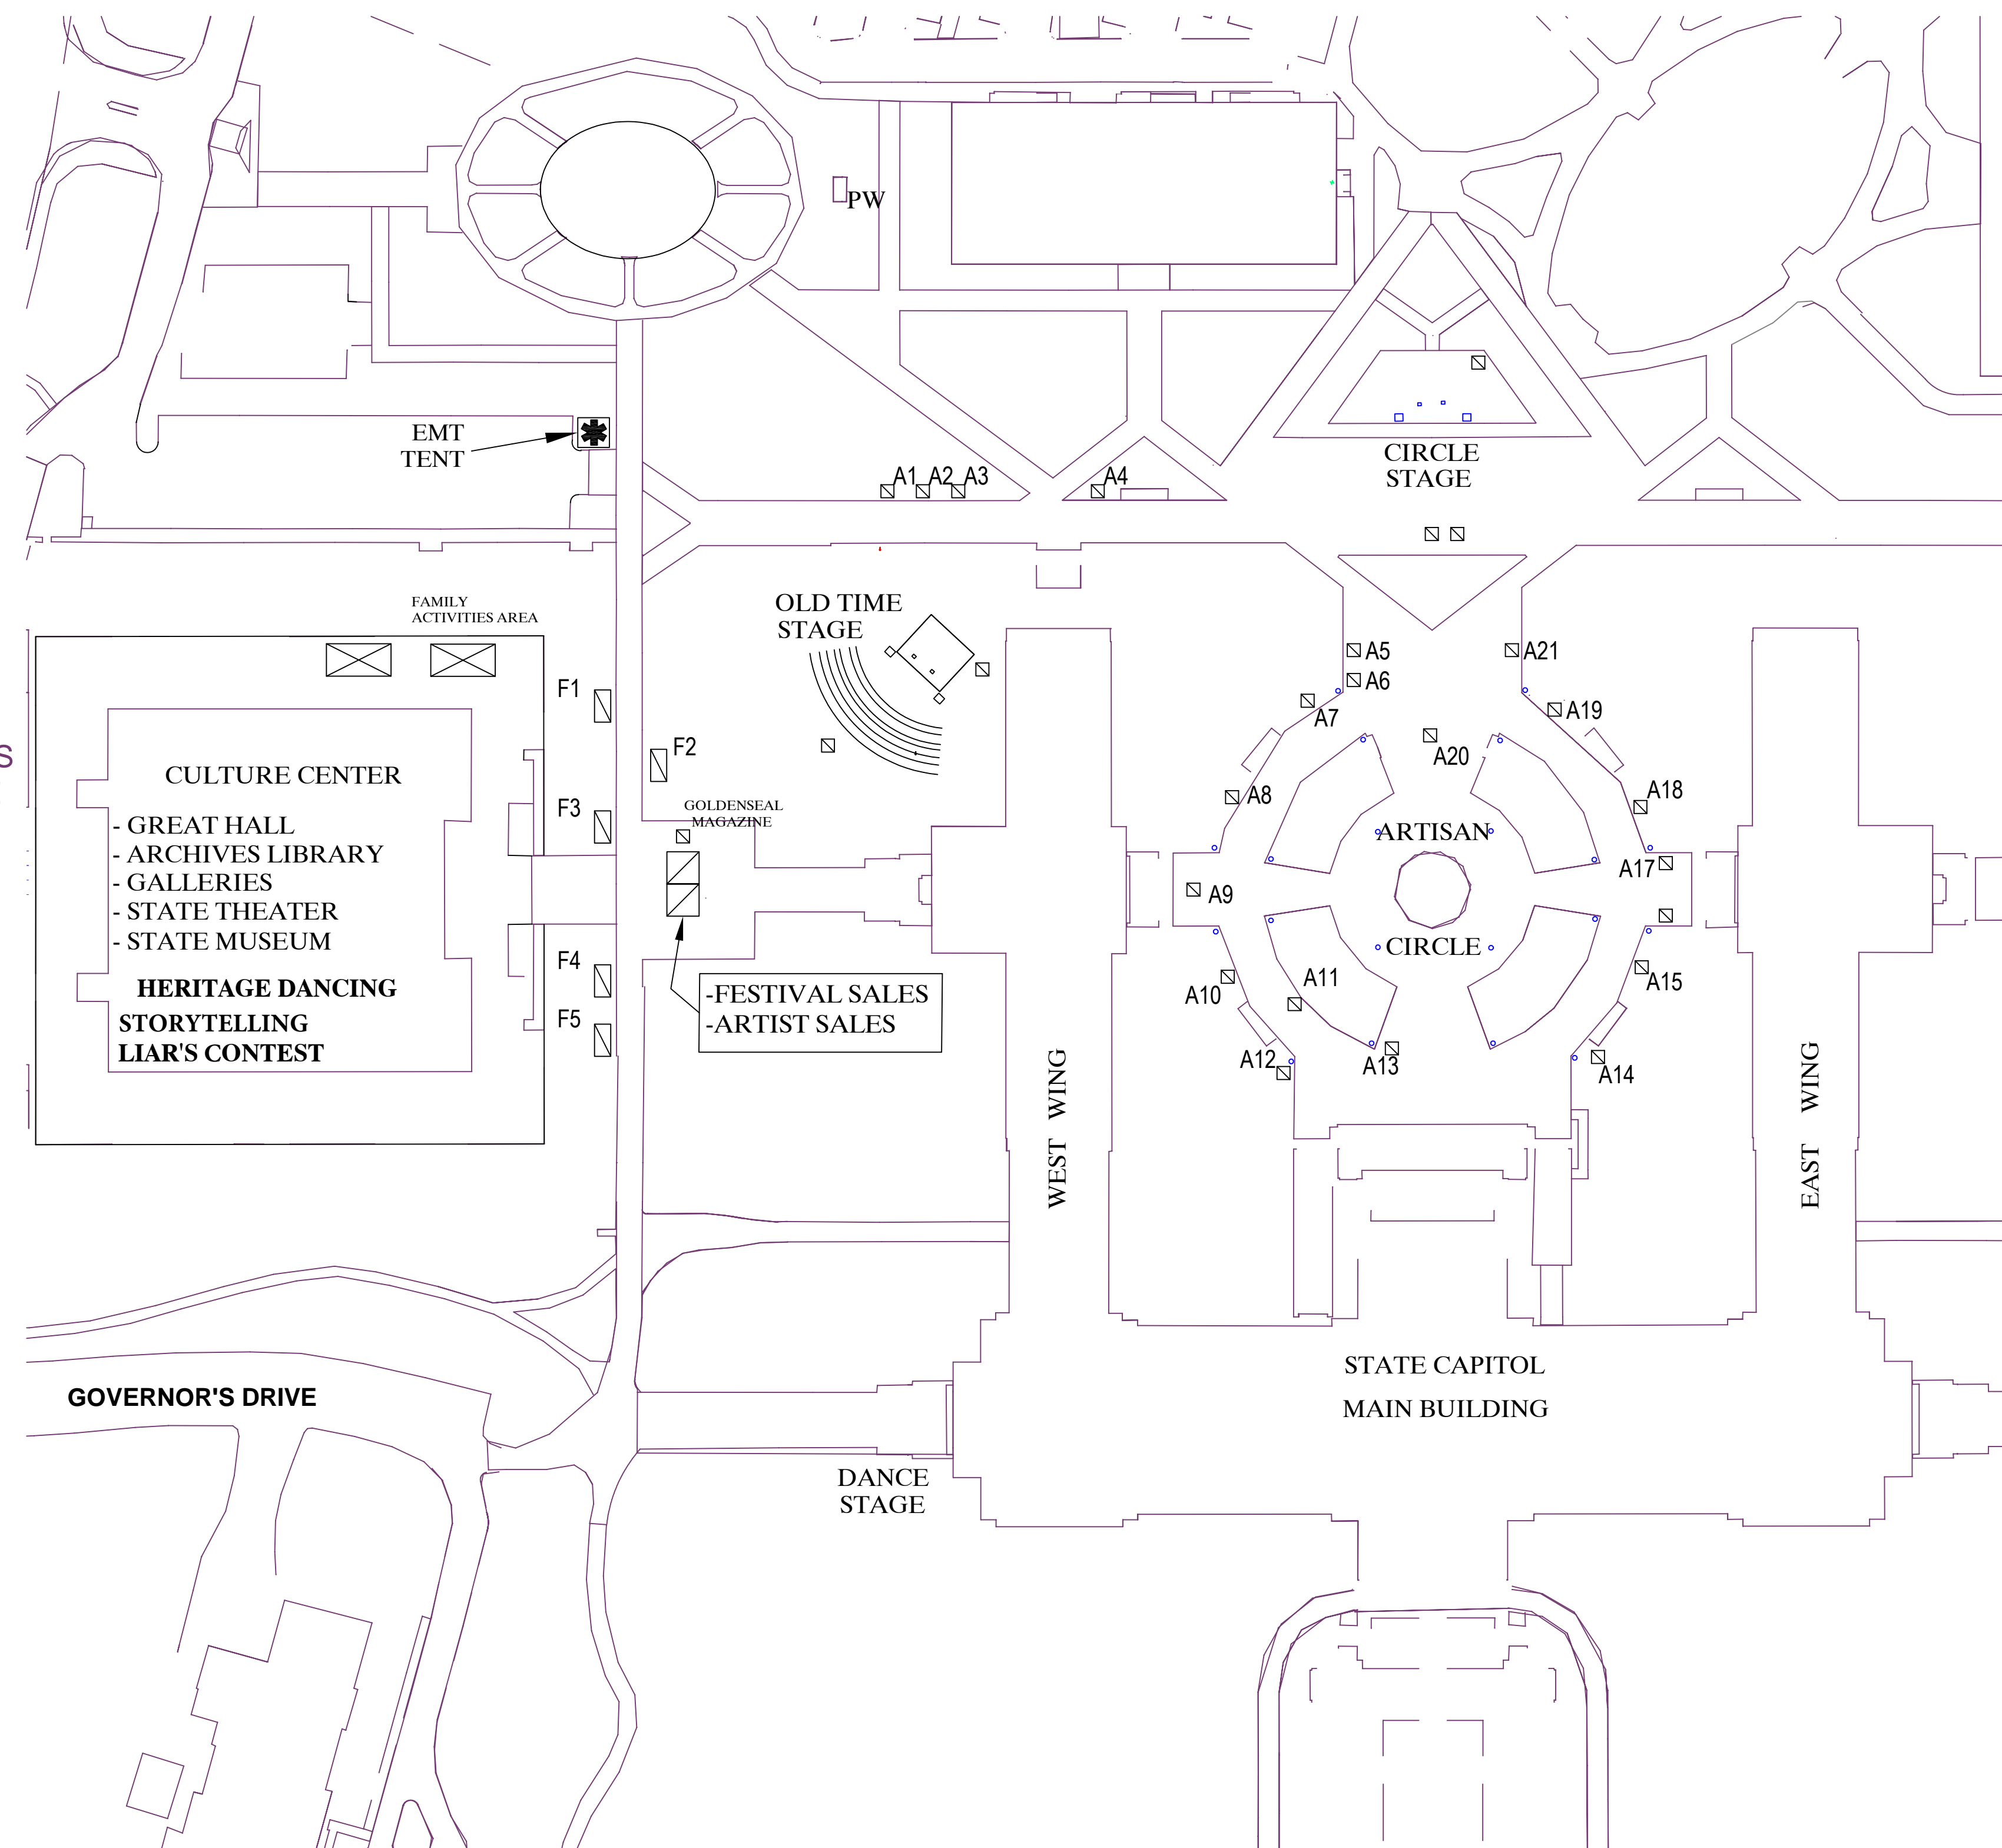 PW
EMT
TENT
CIRCLE
STAGE
A1
A2
A3
A4
FAMILY
ACTIVITIES AREA
OLD TIME
STAGE
A5
A21
A6
F1
A7
A19
F2
A20
S
CULTURE CENTER
GOLDENSEAL
MAGAZINE
F3
A8
A18
- GREAT HALL
- ARCHIVES LIBRARY
- GALLERIES
- STATE THEATER
- STATE MUSEUM
ARTISAN
CIRCLE
A17
A9
F4
A10
A11
A15
HERITAGE DANCING
STORYTELLING
LIAR'S CONTEST
-FESTIVAL SALES
-ARTIST SALES
F5
A12
A13
A14
WEST WING
EAST WING
STATE CAPITOL
MAIN BUILDING
GOVERNOR'S DRIVE
DANCE
STAGE